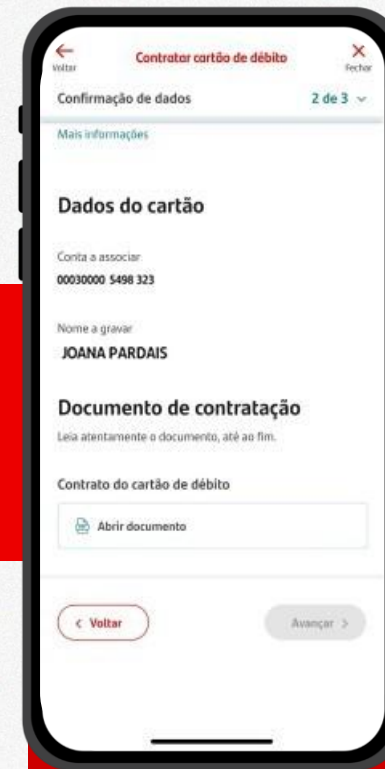 Voltar
Contratar cartão de débito
Fechar
Confirmação de dados
2 de 3
Mais informações
Dados do cartão
Conta a associar
00030000 5498 323
Nome a gravar
JOANA PARDAIS
Documento de contratação
Leia atentamente o documento, até ao fim.
Contrato do cartão de débito
Abrir documento
Voltar
Avançar